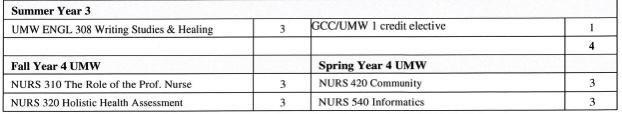 Summer Year 3
UMW ENGL 308 Writing Studies & Healing 3 GCC/UMW 1 credit elective 1
4
Fall Year 4 UMW Spring Year 4 UMW
NURS 310 The Role of the Prof. Nurse 3 NURS 420 Community 3
NURS 320 Holistic Health Assessment 3 NURS 540 Informatics 3